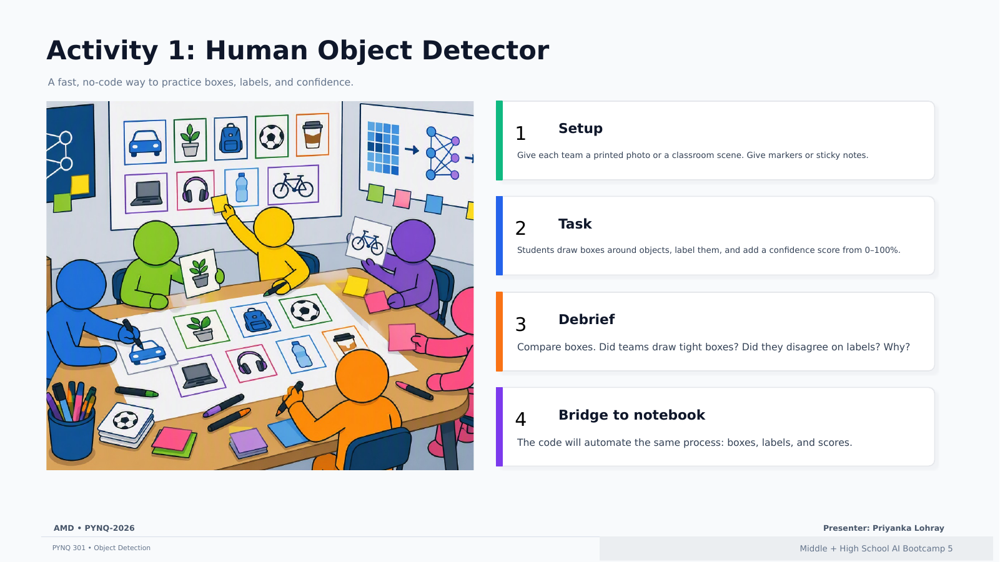 Activity 1: Human Object Detector
A fast, no-code way to practice boxes, labels, and confidence.
1
Setup
Give each team a printed photo or a classroom scene. Give markers or sticky notes.
2
Task
Students draw boxes around objects, label them, and add a confidence score from 0–100%.
3
Debrief
Compare boxes. Did teams draw tight boxes? Did they disagree on labels? Why?
4
Bridge to notebook
The code will automate the same process: boxes, labels, and scores.
AMD • PYNQ-2026
Presenter: Priyanka Lohray
PYNQ 301 • Object Detection
Middle + High School AI Bootcamp 5